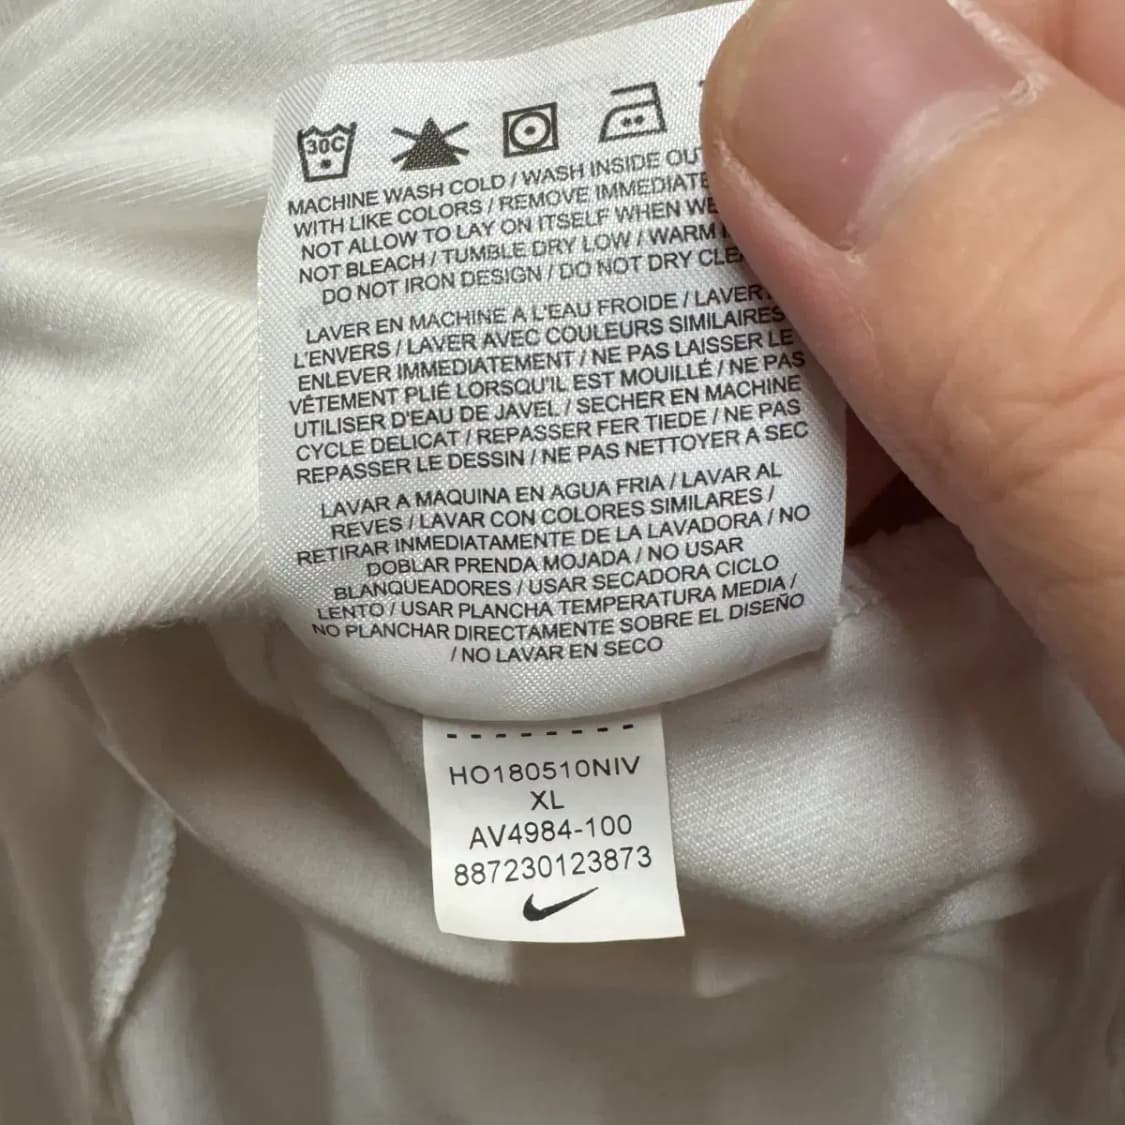 30C
MACHINE WASH COLD / WASH INSIDE
WITH LIKE COLORS / REMOVE
NOT ALLOW TO LAY ON ITSELF WHEN
NOT BLEACH / TUMBLE DRY LOW / WARM
DO NOT IRON DESIGN / DO NOT DRY
LAVER EN MACHINE A L'EAU FROIDE / LAVER
L'ENVERS / LAVER AVEC COULEURS SIMILAIRES
ENLEVER IMMEDIATEMENT / NE PAS LAISSER LE
VÊTEMENT PLIÉ LORSQU'IL EST MOUILLÉ / NE PAS
UTILISER D'EAU DE JAVEL / SECHER EN MACHINE
CYCLE DELICAT / REPASSER FER TIEDE / NE PAS
REPASSER LE DESSIN / NE PAS NETTOYER A SEC
LAVAR A MAQUINA EN AGUA FRIA / LAVAR AL
REVES / LAVAR CON COLORES SIMILARES /
RETIRAR INMEDIATAMENTE DE LA LAVADORA / NO
DOBLAR PRENDA MOJADA / NO USAR
BLANQUEADORES / USAR SECADORA CICLO
LENTO / USAR PLANCHA TEMPERATURA MEDIA /
NO PLANCHAR DIRECTAMENTE SOBRE EL DISEÑO
/ NO LAVAR EN SECO
HO180510NIV
XL
AV4984-100
887230123873